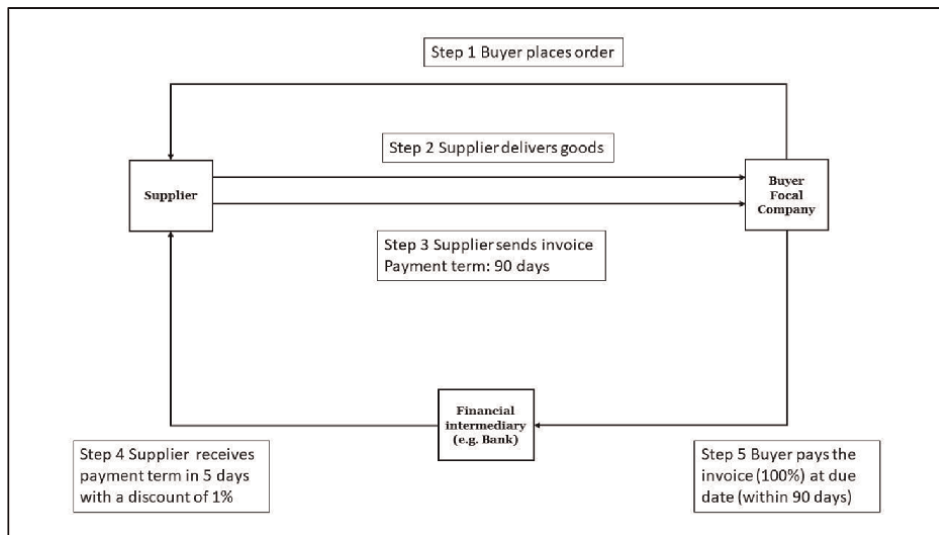 Step 1 Buyer places order
Step 2 Supplier delivers goods
Supplier
Buyer
Focal
Company
Step 3 Supplier sends invoice
Payment term: 90 days
Financial
intermediary
(e.g. Bank)
Step 4 Supplier receives
payment term in 5 days
with a discount of 1%
Step 5 Buyer pays the
invoice (100%) at due
date (within 90 days)